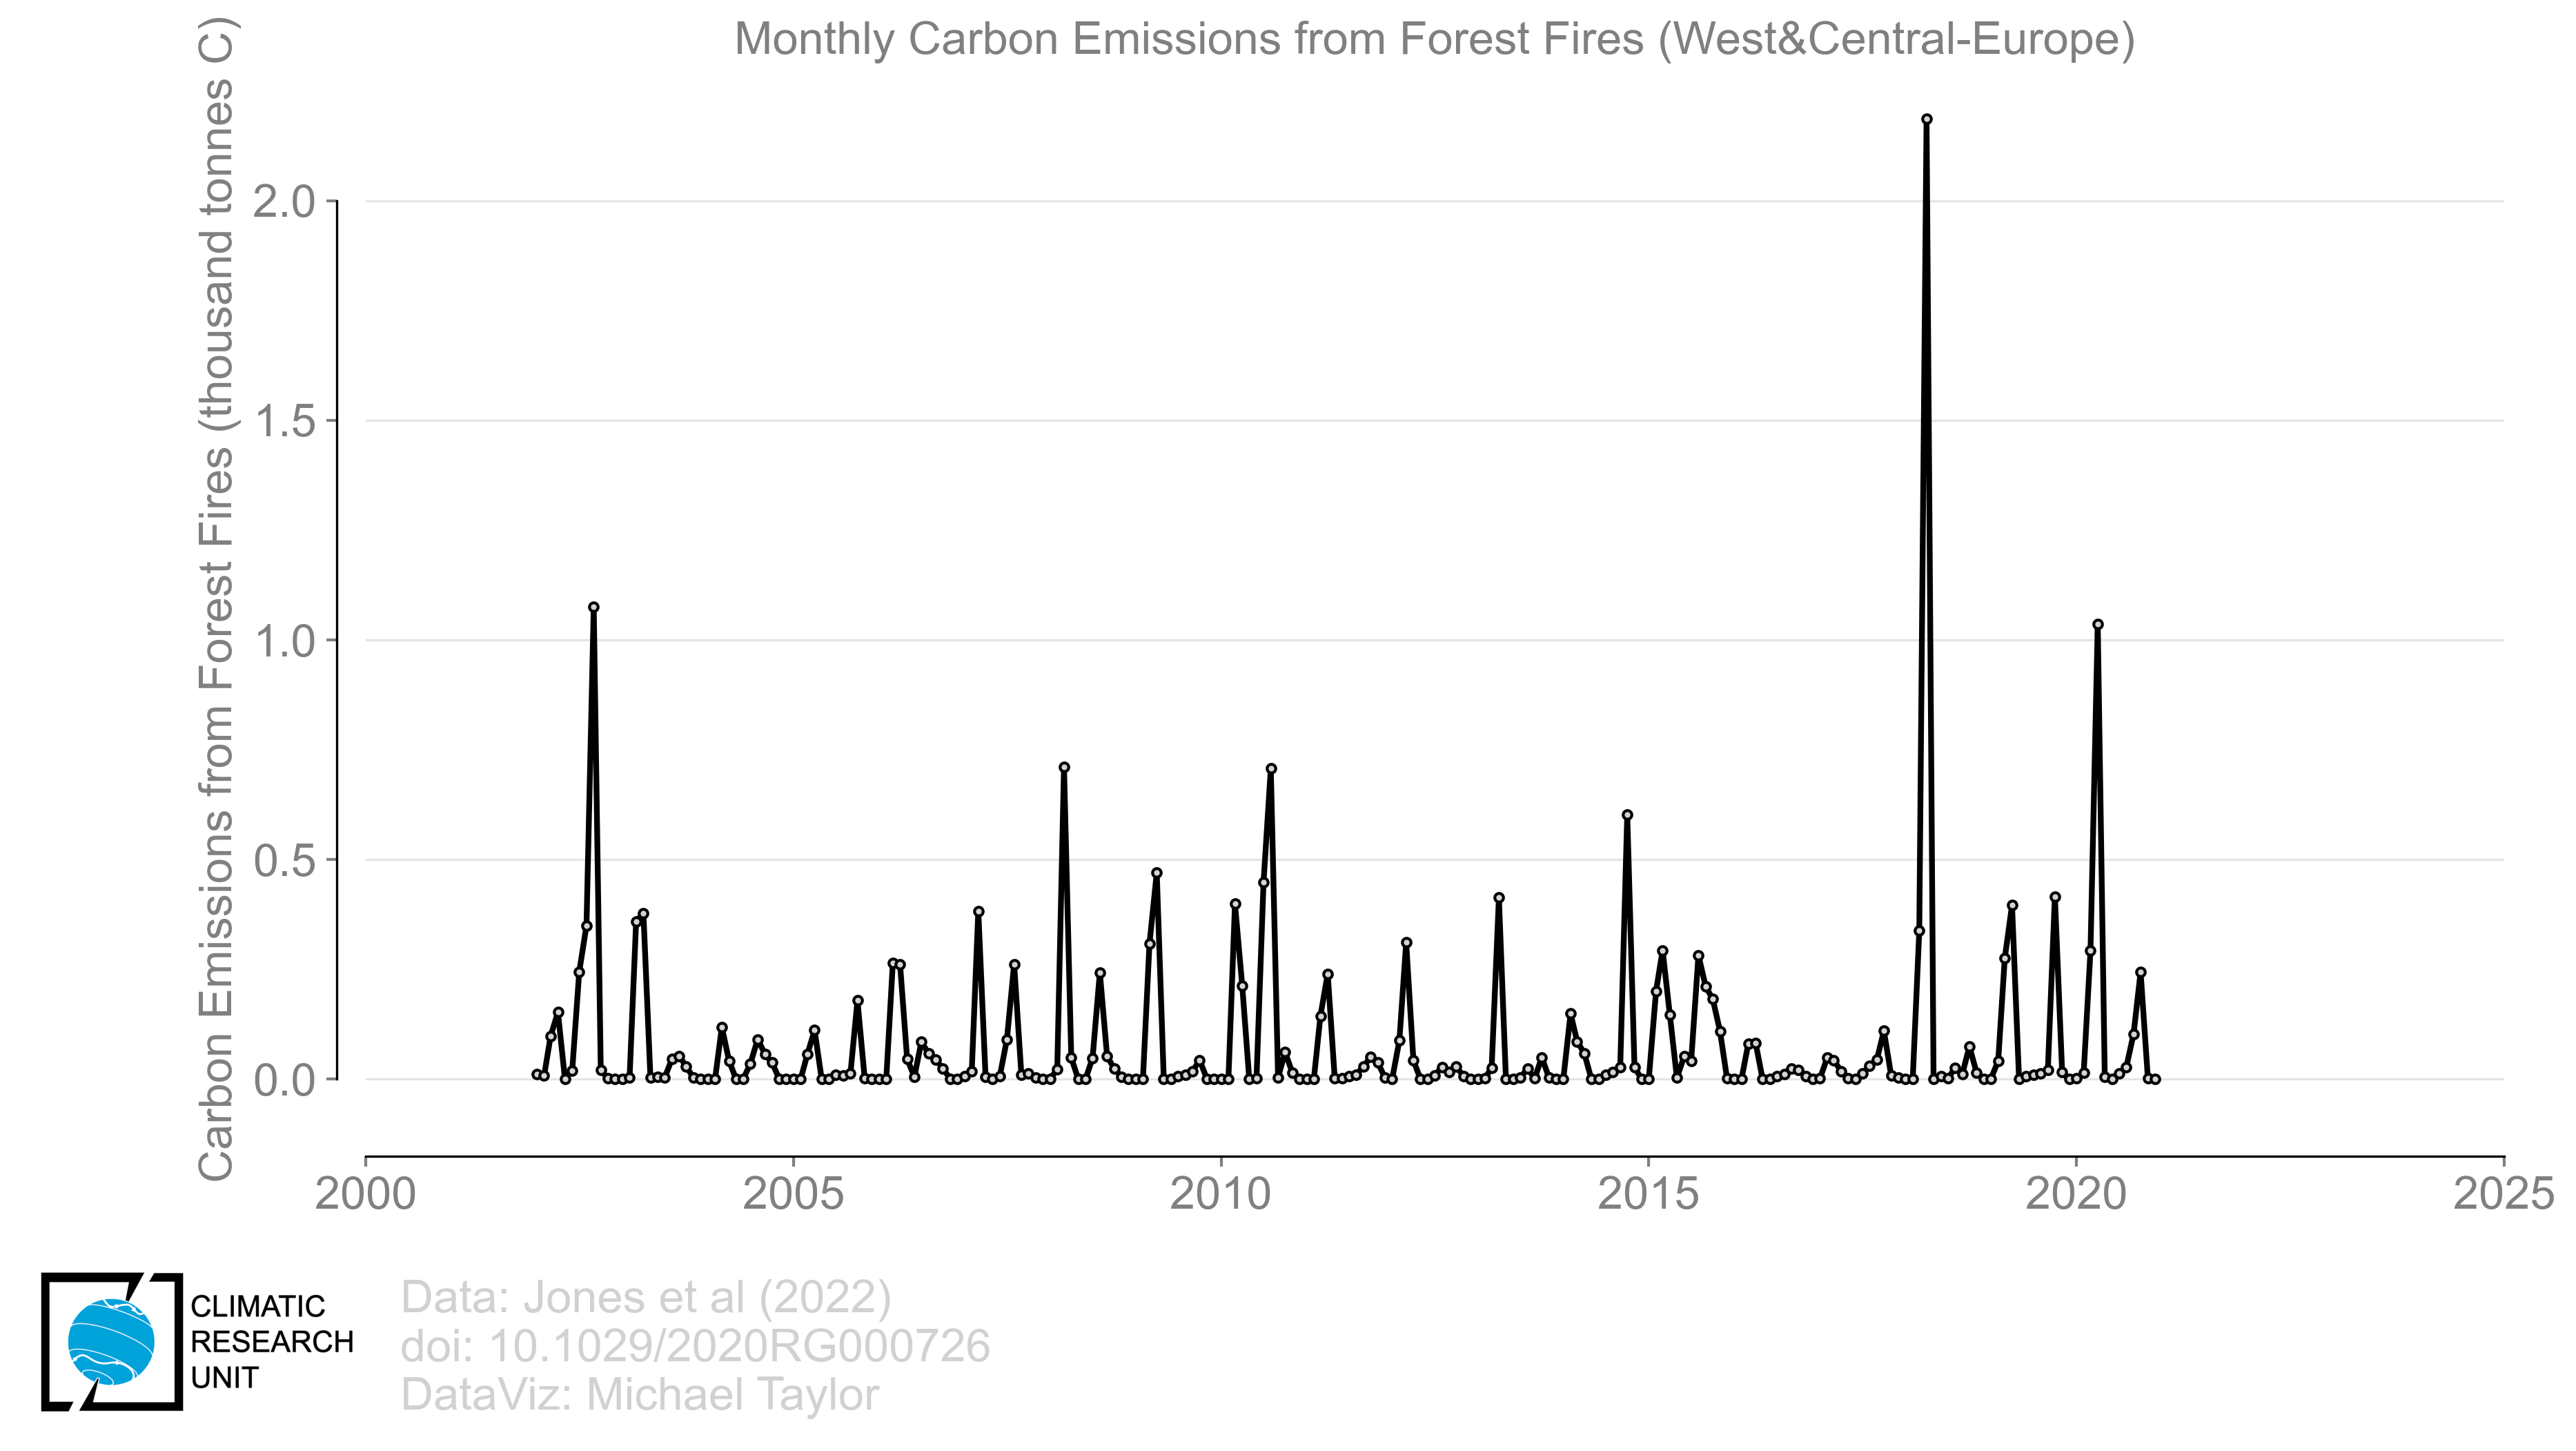 Monthly Carbon Emissions from Forest Fires (West&Central-Europe)
Carbon Emissions from Forest Fires (thousand tonnes C)
2.0
1.5
1.0
0.5
0.0
2000
2005
2010
2015
2020
2025
CLIMATIC
RESEARCH
UNIT
Data: Jones et al (2022)
doi: 10.1029/2020RG000726
DataViz: Michael Taylor